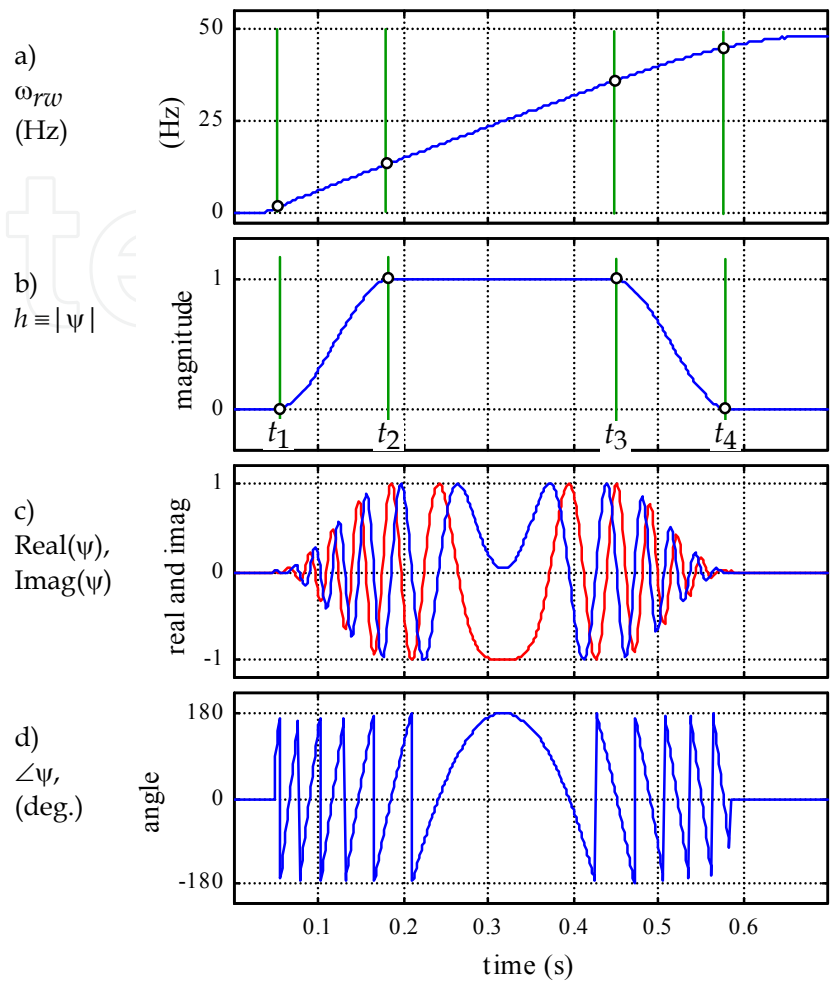 a)
ω_rw
(Hz)
(Hz)
50
25
0
b)
h ≡ | ψ |
magnitude
1
0
t1 t2 t3 t4
c)
Real(ψ),
Imag(ψ)
real and imag
1
0
-1
d)
∠ψ,
(deg.)
angle
180
0
-180
0.1 0.2 0.3 0.4 0.5 0.6
time (s)
te